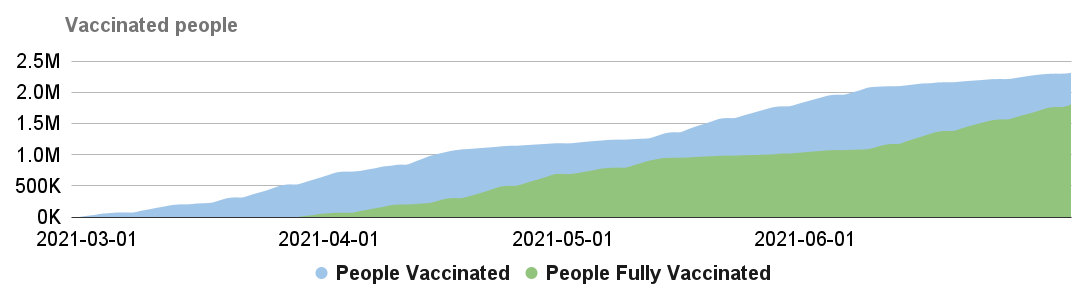 Vaccinated people
2.5M
2.0M
1.5M
1.0M
500K
0K
2021-03-01 2021-04-01 2021-05-01 2021-06-01
People Vaccinated People Fully Vaccinated